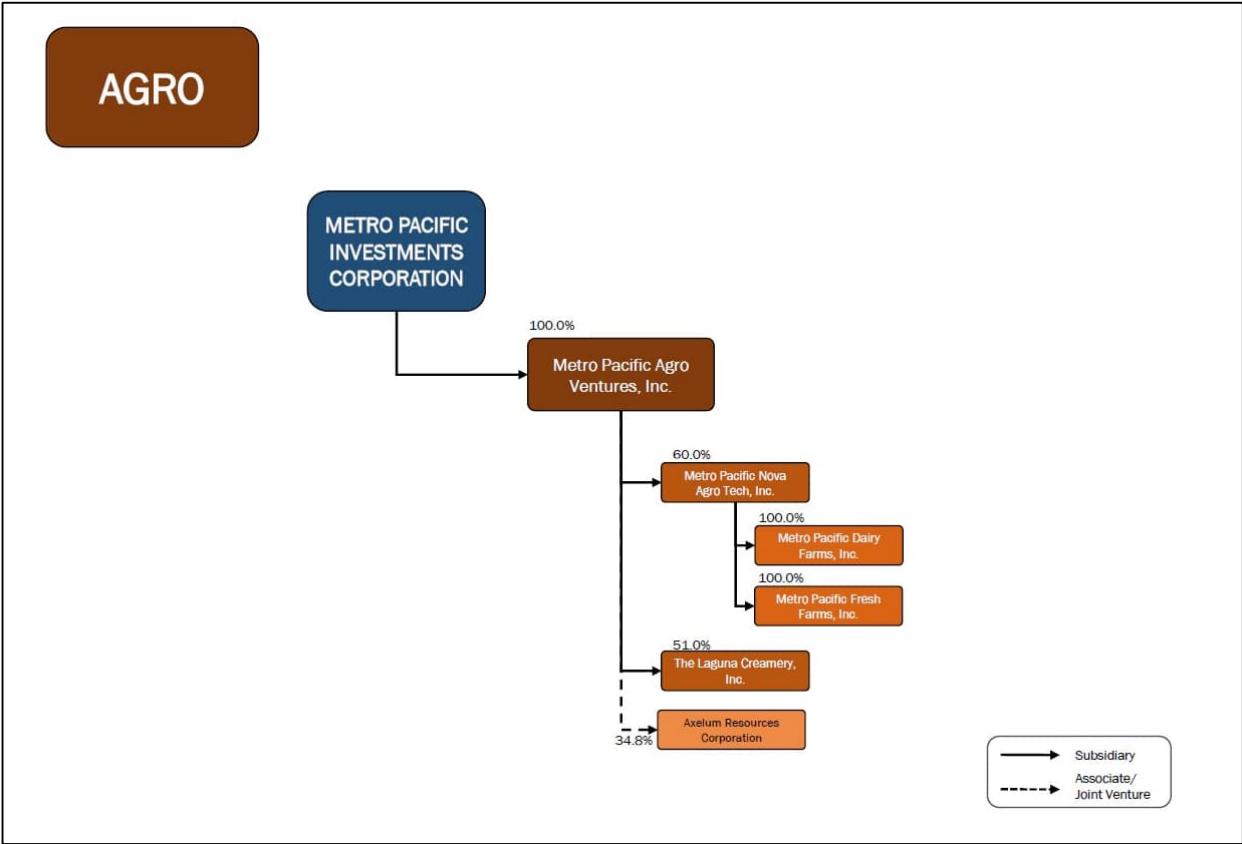 AGRO
METRO PACIFIC
INVESTMENTS
CORPORATION
100.0%
Metro Pacific Agro
Ventures, Inc.
60.0%
Metro Pacific Nova
Agro Tech, Inc.
100.0%
Metro Pacific Dairy
Farms, Inc.
100.0%
Metro Pacific Fresh
Farms, Inc.
51.0%
The Laguna Creamery,
Inc.
34.8%
Axelum Resources
Corporation
Subsidiary
Associate/
Joint Venture